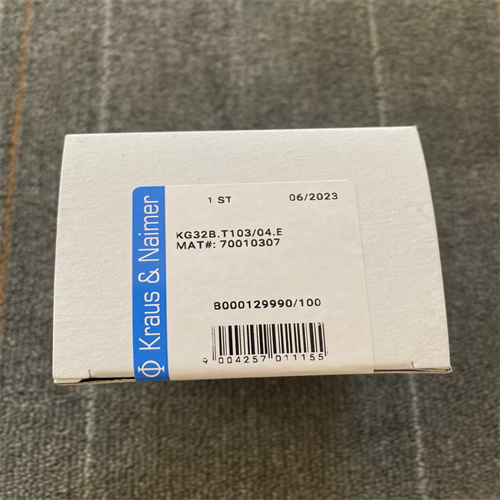 Kraus & Naimer
1 ST 06/2023
KG32B.T103/04.E
MAT#: 70010307
B000129990/100
9 004257 011155